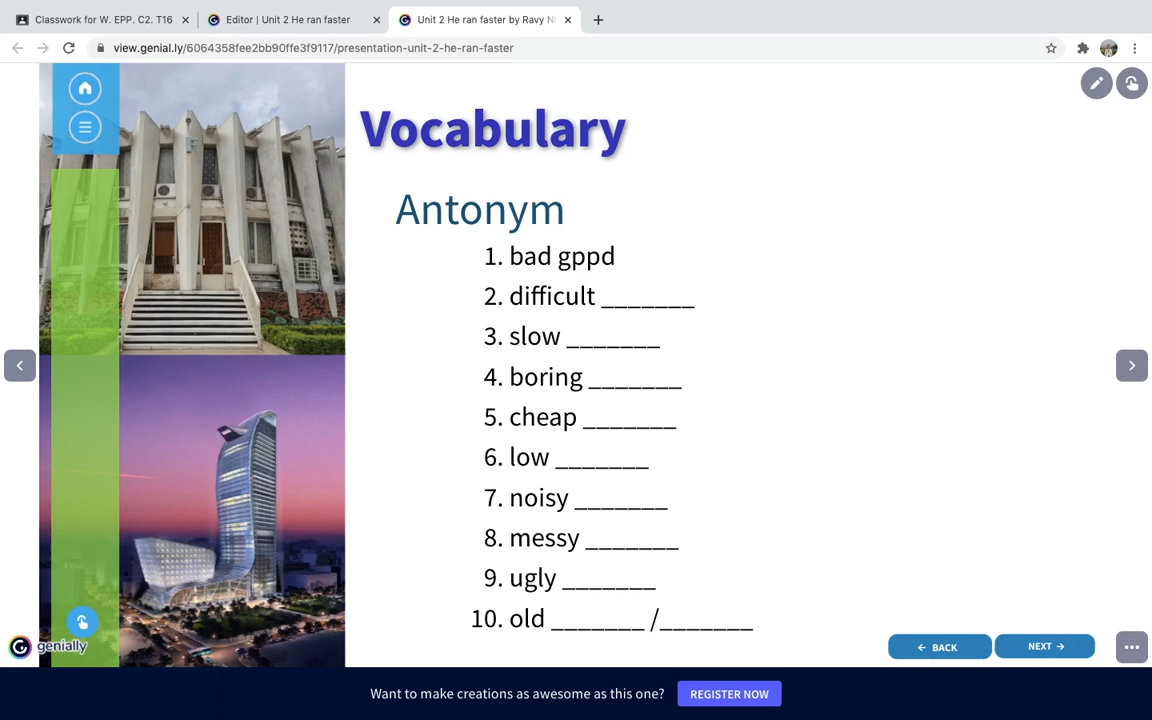 Classwork for W. EPP. C2. T16
Editor | Unit 2 He ran faster
Unit 2 He ran faster by Ravy N
view.genial.ly/6064358fee2bb90ffe3f9117/presentation-unit-2-he-ran-faster
Vocabulary
Antonym
1. bad gppd
2. difficult _______
3. slow _______
4. boring _______
5. cheap _______
6. low _______
7. noisy _______
8. messy _______
9. ugly _______
10. old _______ /_______
genially
← BACK
NEXT →
Want to make creations as awesome as this one?
REGISTER NOW